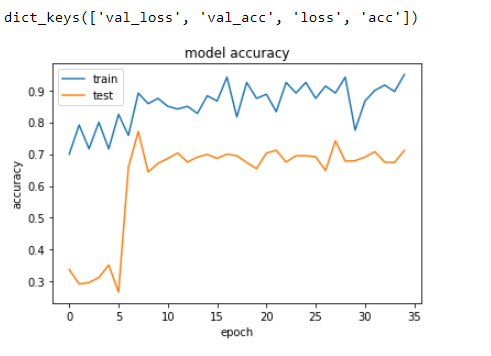 dict_keys(['val_loss', 'val_acc', 'loss', 'acc'])
model accuracy
train
test
0.9
0.8
0.7
0.6
0.5
0.4
0.3
accuracy
0 5 10 15 20 25 30 35
epoch